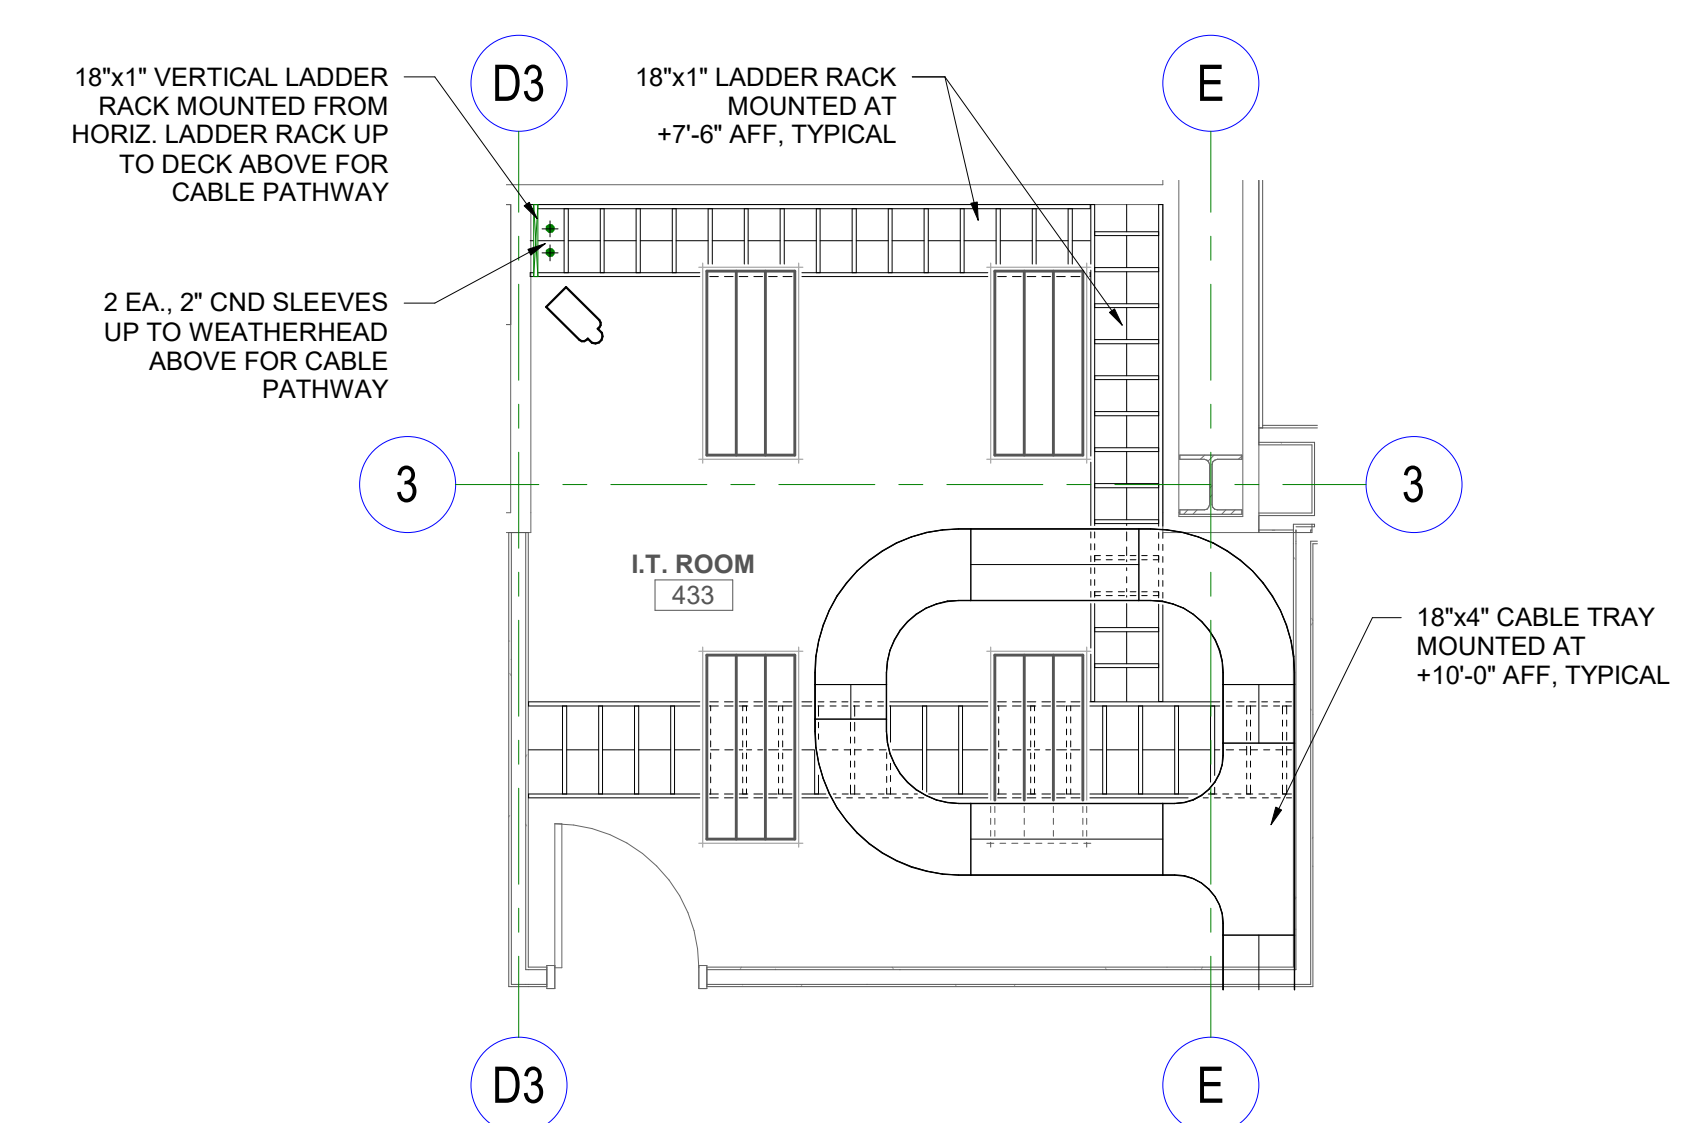 D3
E
18"x1" VERTICAL LADDER
RACK MOUNTED FROM
HORIZ. LADDER RACK UP
TO DECK ABOVE FOR
CABLE PATHWAY
18"x1" LADDER RACK
MOUNTED AT
+7'-6" AFF, TYPICAL
2 EA., 2" CND SLEEVES
UP TO WEATHERHEAD
ABOVE FOR CABLE
PATHWAY
3
3
I.T. ROOM
433
18"x4" CABLE TRAY
MOUNTED AT
+10'-0" AFF, TYPICAL
D3
E